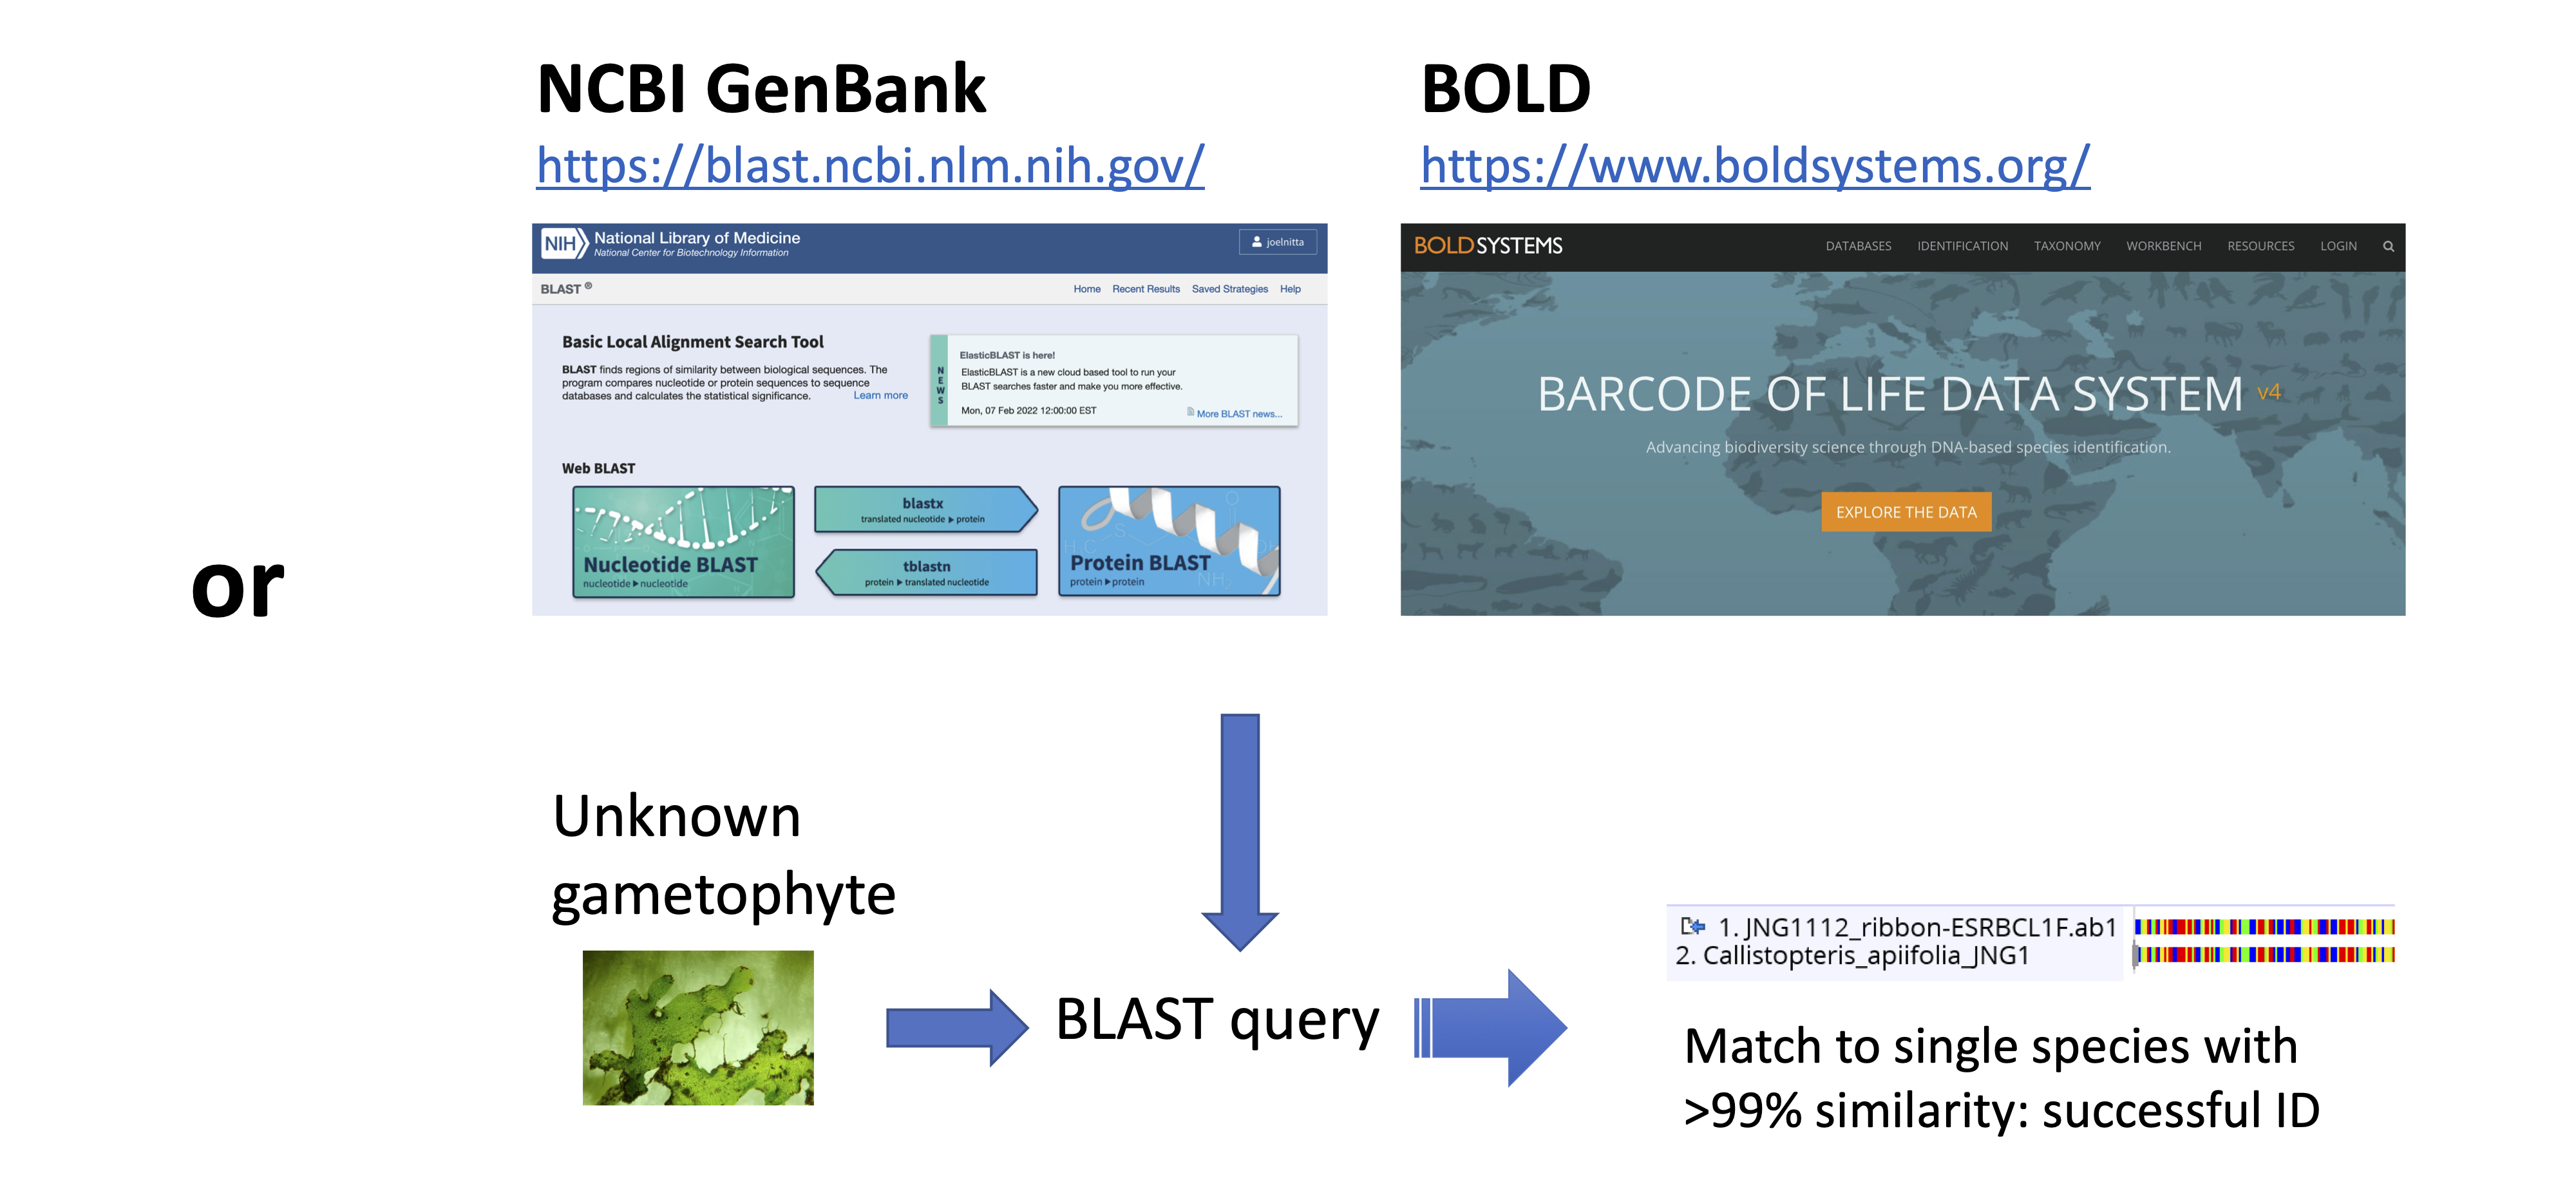 NCBI GenBank
https://blast.ncbi.nlm.nih.gov/
NIH
National Library of Medicine
National Center for Biotechnology Information
joelnitta
BLAST ®
Home Recent Results Saved Strategies Help
Basic Local Alignment Search Tool
BLAST finds regions of similarity between biological sequences. The
program compares nucleotide or protein sequences to sequence
databases and calculates the statistical significance.
Learn more
NEWS
ElasticBLAST is here!
ElasticBLAST is a new cloud based tool to run your
BLAST searches faster and make you more effective.
Mon, 07 Feb 2022 12:00:00 EST
More BLAST news...
Web BLAST
Nucleotide BLAST
nucleotide ▶ nucleotide
blastx
translated nucleotide ▶ protein
tblastn
protein ▶ translated nucleotide
Protein BLAST
protein ▶ protein
BOLD
https://www.boldsystems.org/
BOLDSYSTEMS
DATABASES IDENTIFICATION TAXONOMY WORKBENCH RESOURCES LOGIN
BARCODE OF LIFE DATA SYSTEM v4
Advancing biodiversity science through DNA-based species identification.
EXPLORE THE DATA
or
Unknown
gametophyte
BLAST query
1. JNG1112_ribbon-ESRBCL1F.ab1
2. Callistopteris_apiifolia_JNG1
Match to single species with
>99% similarity: successful ID